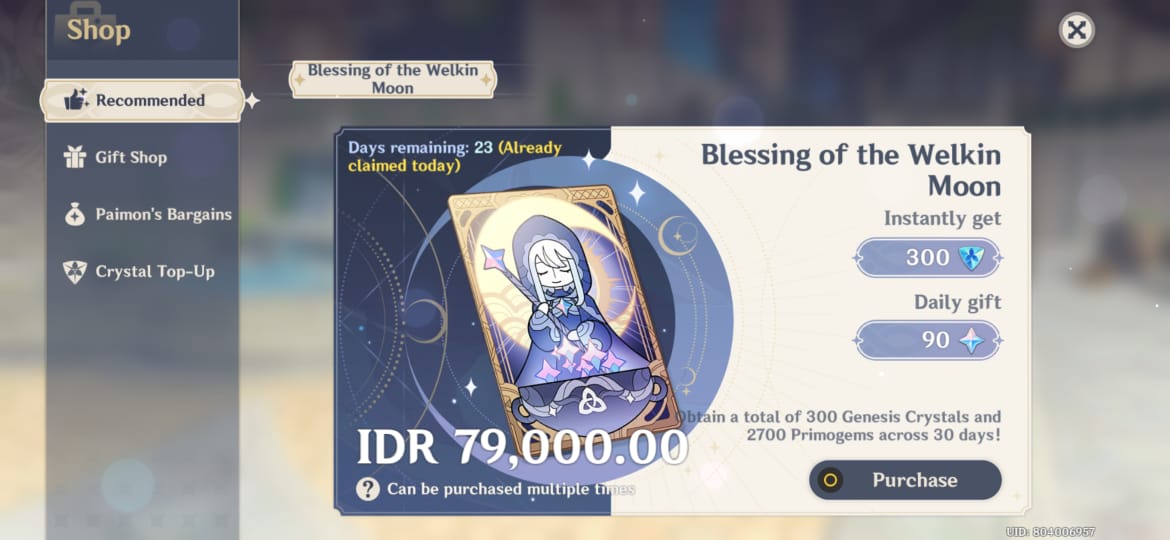 Shop
Recommended
Gift Shop
Paimon's Bargains
Crystal Top-Up
Blessing of the Welkin
Moon
Days remaining: 23 (Already
claimed today)
IDR 79,000.00
Can be purchased multiple times
Blessing of the Welkin
Moon
Instantly get
300
Daily gift
90
Obtain a total of 300 Genesis Crystals and
2700 Primogems across 30 days!
Purchase
UID: 804006957